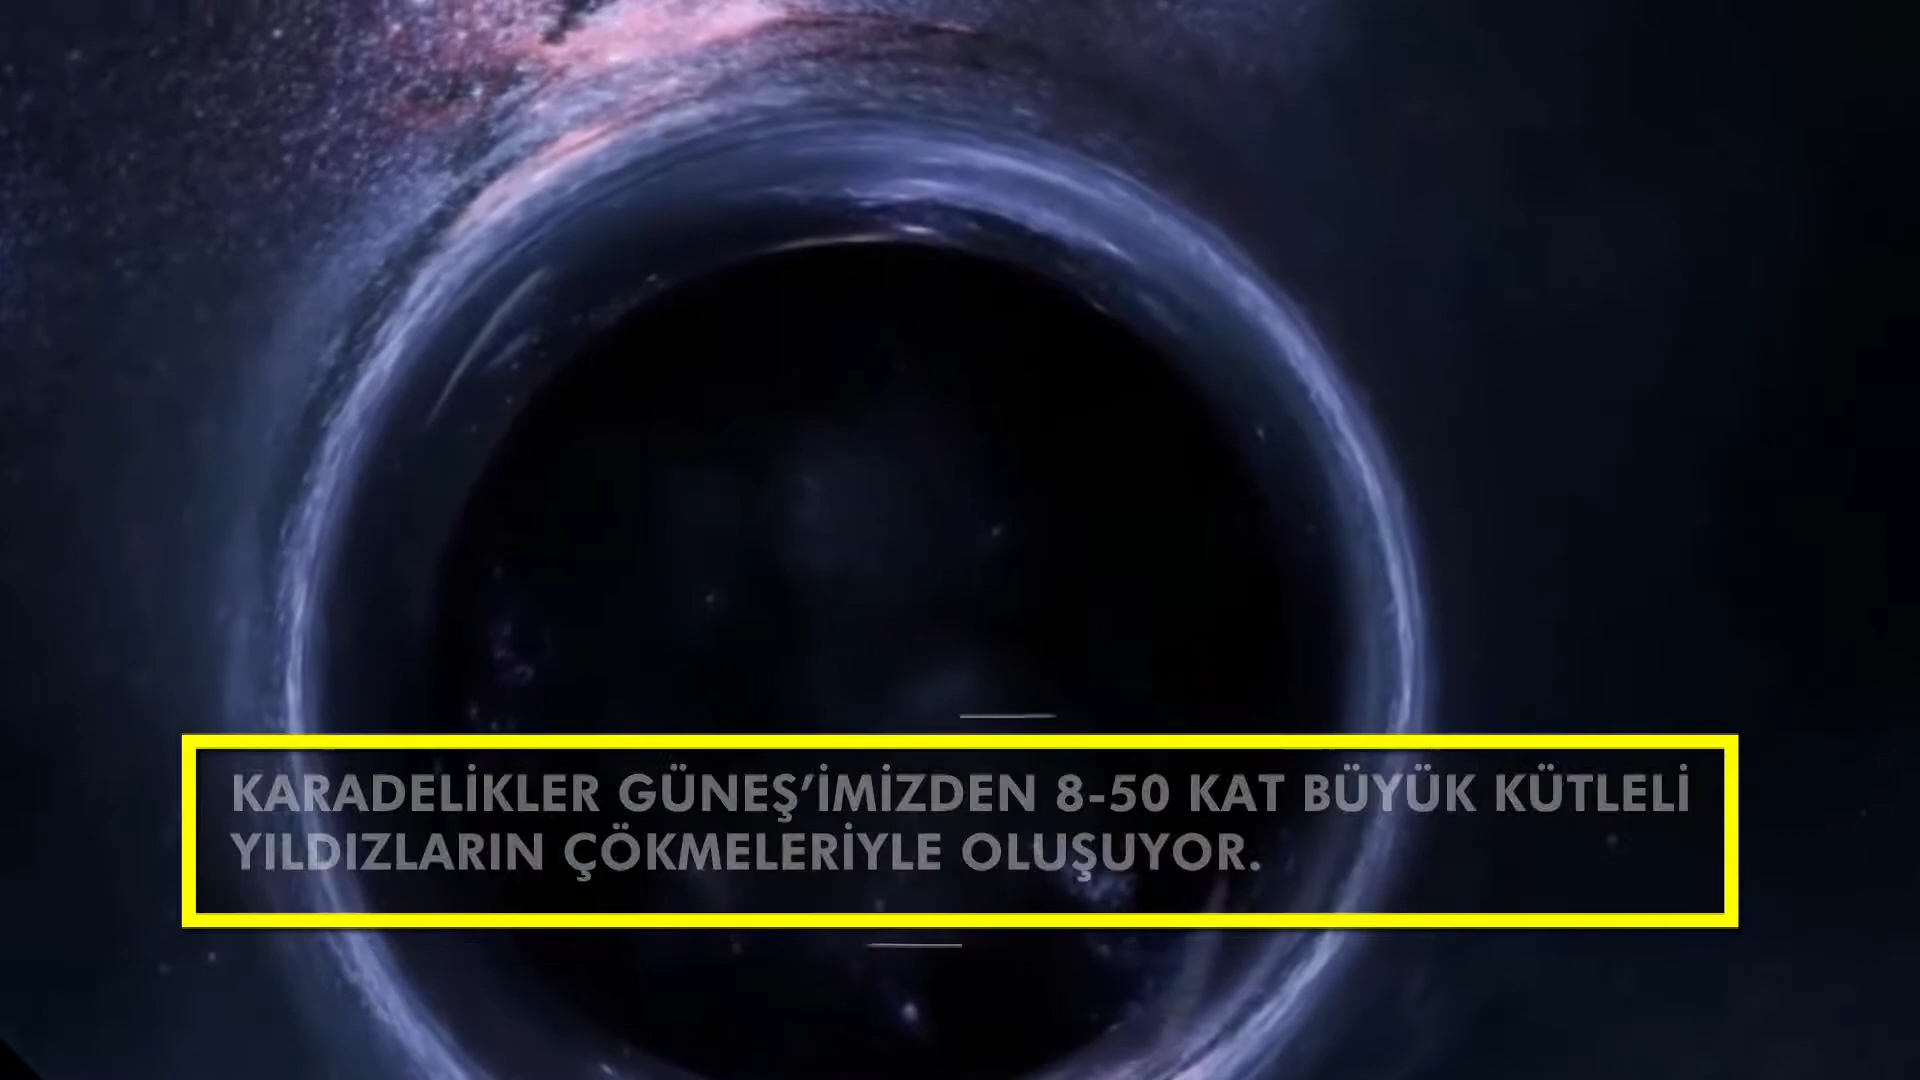 KARADELİKLER GÜNEŞ’İMİZDEN 8-50 KAT BÜYÜK KÜTLELİ
YILDIZLARIN ÇÖKMELERİYLE OLUŞUYOR.